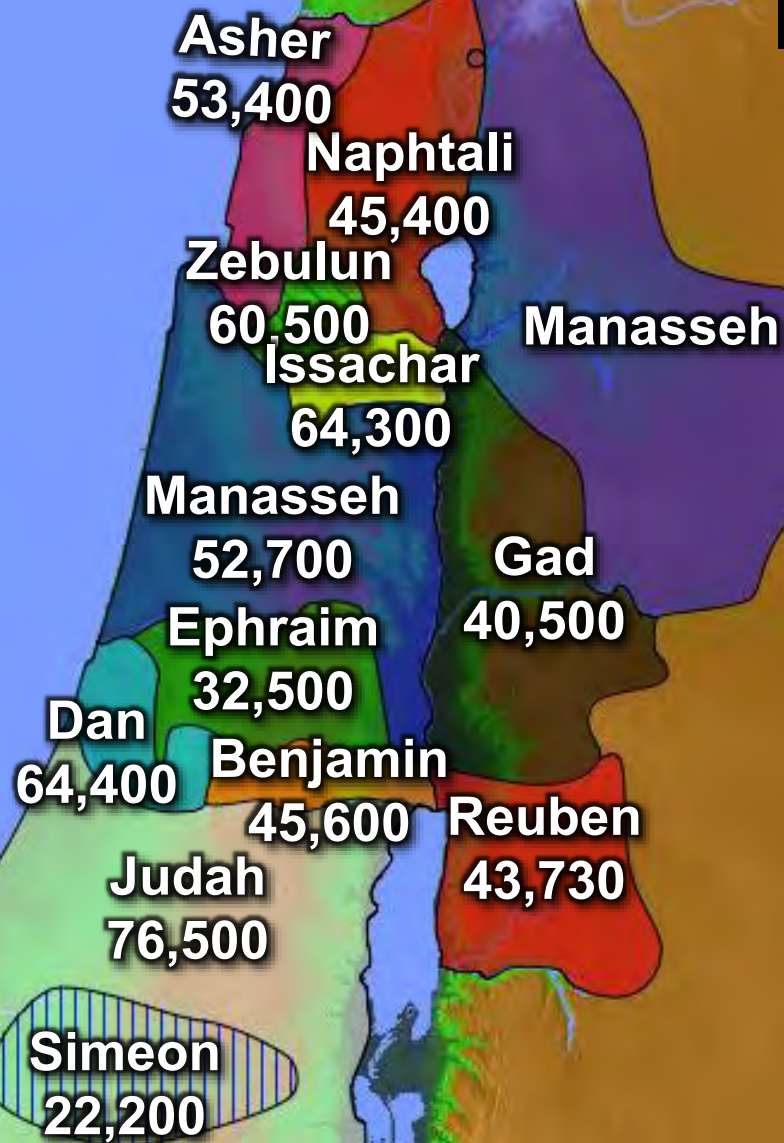 Asher
53,400
Naphtali
45,400
Zebulun
60,500
Manasseh
Issachar
64,300
Manasseh
52,700
Gad
40,500
Ephraim
32,500
Dan
64,400
Benjamin
45,600
Reuben
43,730
Judah
76,500
Simeon
22,200